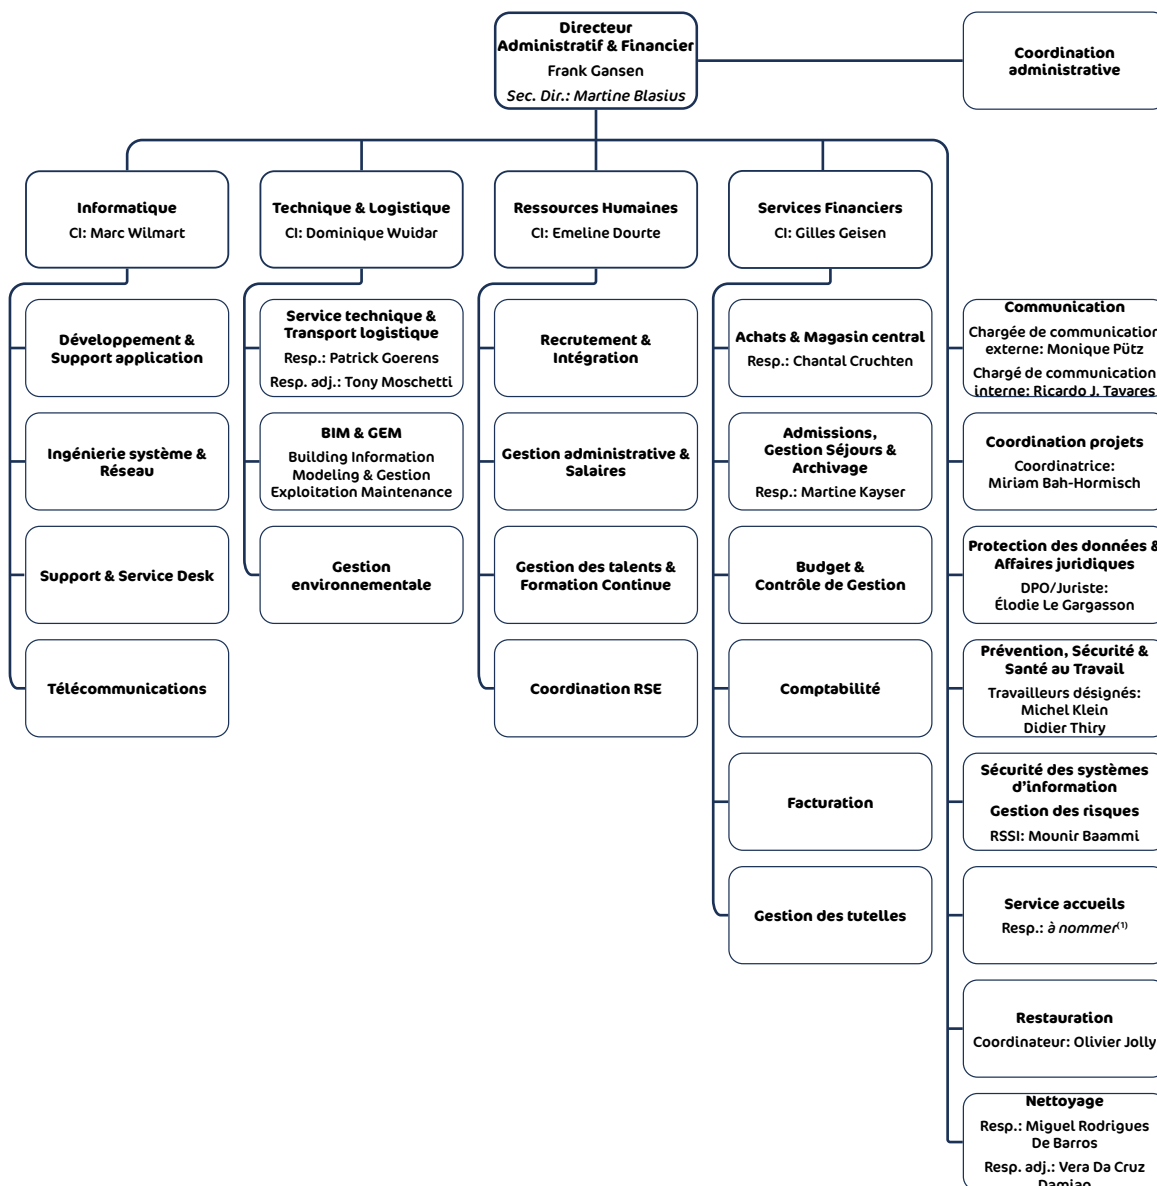 Directeur
Administratif & Financier
Frank Gansen
Sec. Dir.: Martine Blasius
Coordination
administrative
Informatique
CI: Marc Wilmart
Technique & Logistique
CI: Dominique Wuidar
Ressources Humaines
CI: Emeline Dourte
Services Financiers
CI: Gilles Geisen
Développement &
Support application
Ingénierie système &
Réseau
Support & Service Desk
Télécommunications
Service technique &
Transport logistique
Resp.: Patrick Goerens
Resp. adj.: Tony Moschetti
BIM & GEM
Building Information
Modeling & Gestion
Exploitation Maintenance
Gestion
environnementale
Recrutement &
Intégration
Gestion administrative &
Salaires
Gestion des talents &
Formation Continue
Coordination RSE
Achats & Magasin central
Resp.: Chantal Cruchten
Admissions,
Gestion Séjours &
Archivage
Resp.: Martine Kayser
Budget &
Contrôle de Gestion
Comptabilité
Facturation
Gestion des tutelles
Communication
Chargée de communication
externe: Monique Pütz
Chargé de communication
interne: Ricardo J. Tavares
Coordination projets
Coordinatrice:
Miriam Bah-Hormisch
Protection des données &
Affaires juridiques
DPO/Juriste:
Élodie Le Gargasson
Prévention, Sécurité &
Santé au Travail
Travailleurs désignés:
Michel Klein
Didier Thiry
Sécurité des systèmes
d'information
Gestion des risques
RSSI: Mounir Baammi
Service accueils
Resp.: à nommer(1)
Restauration
Coordinateur: Olivier Jolly
Nettoyage
Resp.: Miguel Rodrigues
De Barros
Resp. adj.: Vera Da Cruz
Damiao